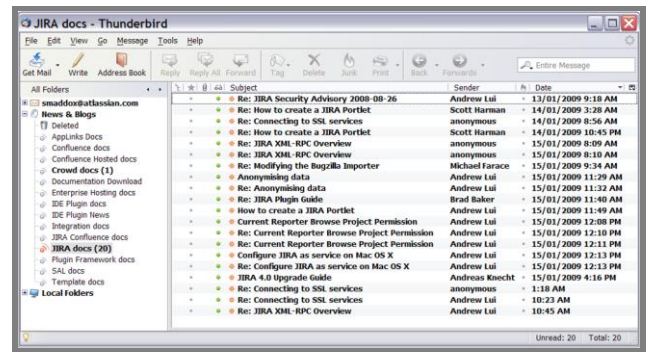 JIRA docs - Thunderbird
File Edit View Go Message Tools Help
Get Mail Write Address Book Reply Reply All Forward Tag Delete Junk Print Back Forwards Entire Message
All Folders Subject Sender Date
smaddox@atlassian.com
News & Blogs
Deleted
AppLinks Docs
Confluence docs
Confluence Hosted docs
Crowd docs (1)
Documentation Download
Enterprise Hosting docs
IDE Plugin docs
IDE Plugin News
Integration docs
JIRA Confluence docs
JIRA docs (20)
Plugin Framework docs
SAL docs
Template docs
Local Folders
Re: JIRA Security Advisory 2008-08-26 Andrew Lui 13/01/2009 9:18 AM
Re: How to create a JIRA Portlet Scott Harman 14/01/2009 3:28 AM
Re: Connecting to SSL services anonymous 14/01/2009 8:56 AM
Re: How to create a JIRA Portlet Scott Harman 14/01/2009 10:45 PM
Re: JIRA XML-RPC Overview anonymous 15/01/2009 8:09 AM
Re: JIRA XML-RPC Overview anonymous 15/01/2009 8:10 AM
Re: Modifying the Bugzilla Importer Michael Farace 15/01/2009 9:34 AM
Anonymising data Andrew Lui 15/01/2009 11:29 AM
Re: Anonymising data Andrew Lui 15/01/2009 11:32 AM
Re: JIRA Plugin Guide Brad Baker 15/01/2009 11:40 AM
How to create a JIRA Portlet Andrew Lui 15/01/2009 11:49 AM
Current Reporter Browse Project Permission Andrew Lui 15/01/2009 12:08 PM
Re: Current Reporter Browse Project Permission Andrew Lui 15/01/2009 12:10 PM
Re: Current Reporter Browse Project Permission Andrew Lui 15/01/2009 12:11 PM
Configure JIRA as service on Mac OS X Andrew Lui 15/01/2009 12:13 PM
Re: Configure JIRA as service on Mac OS X Andrew Lui 15/01/2009 12:13 PM
JIRA 4.0 Upgrade Guide Andreas Knecht 15/01/2009 4:16 PM
Re: Connecting to SSL services anonymous 1:18 AM
Re: Connecting to SSL services Andrew Lui 10:23 AM
Re: JIRA XML-RPC Overview Andrew Lui 10:45 AM
Unread: 20 Total: 20